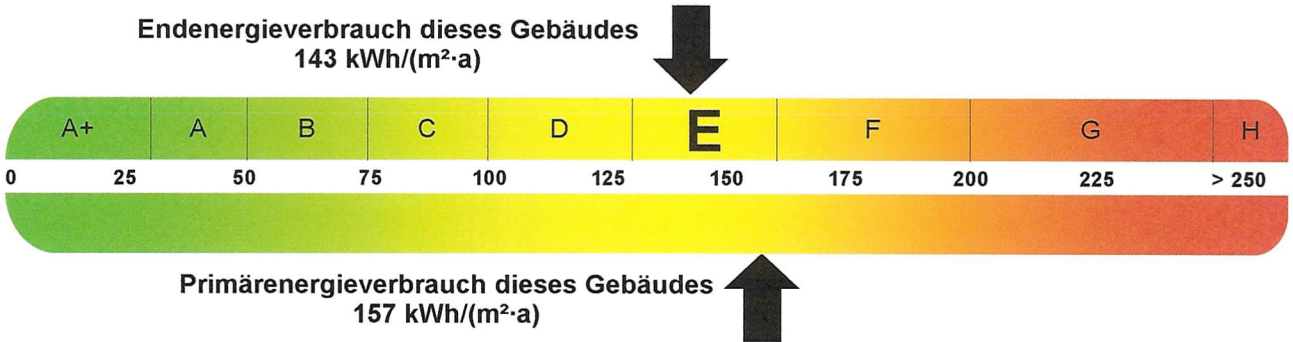 Endenergieverbrauch dieses Gebäudes
143 kWh/(m²·a)
A+ A B C D E F G H
0 25 50 75 100 125 150 175 200 225 > 250
Primärenergieverbrauch dieses Gebäudes
157 kWh/(m²·a)